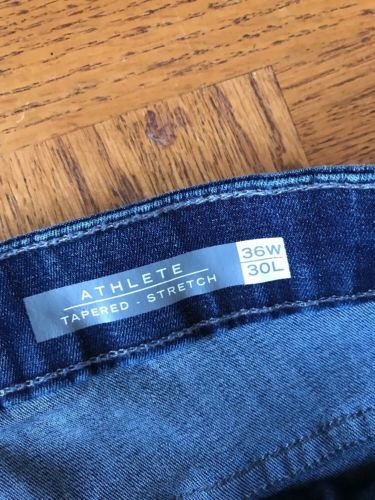 ATHLETE
TAPERED - STRETCH
36W
30L